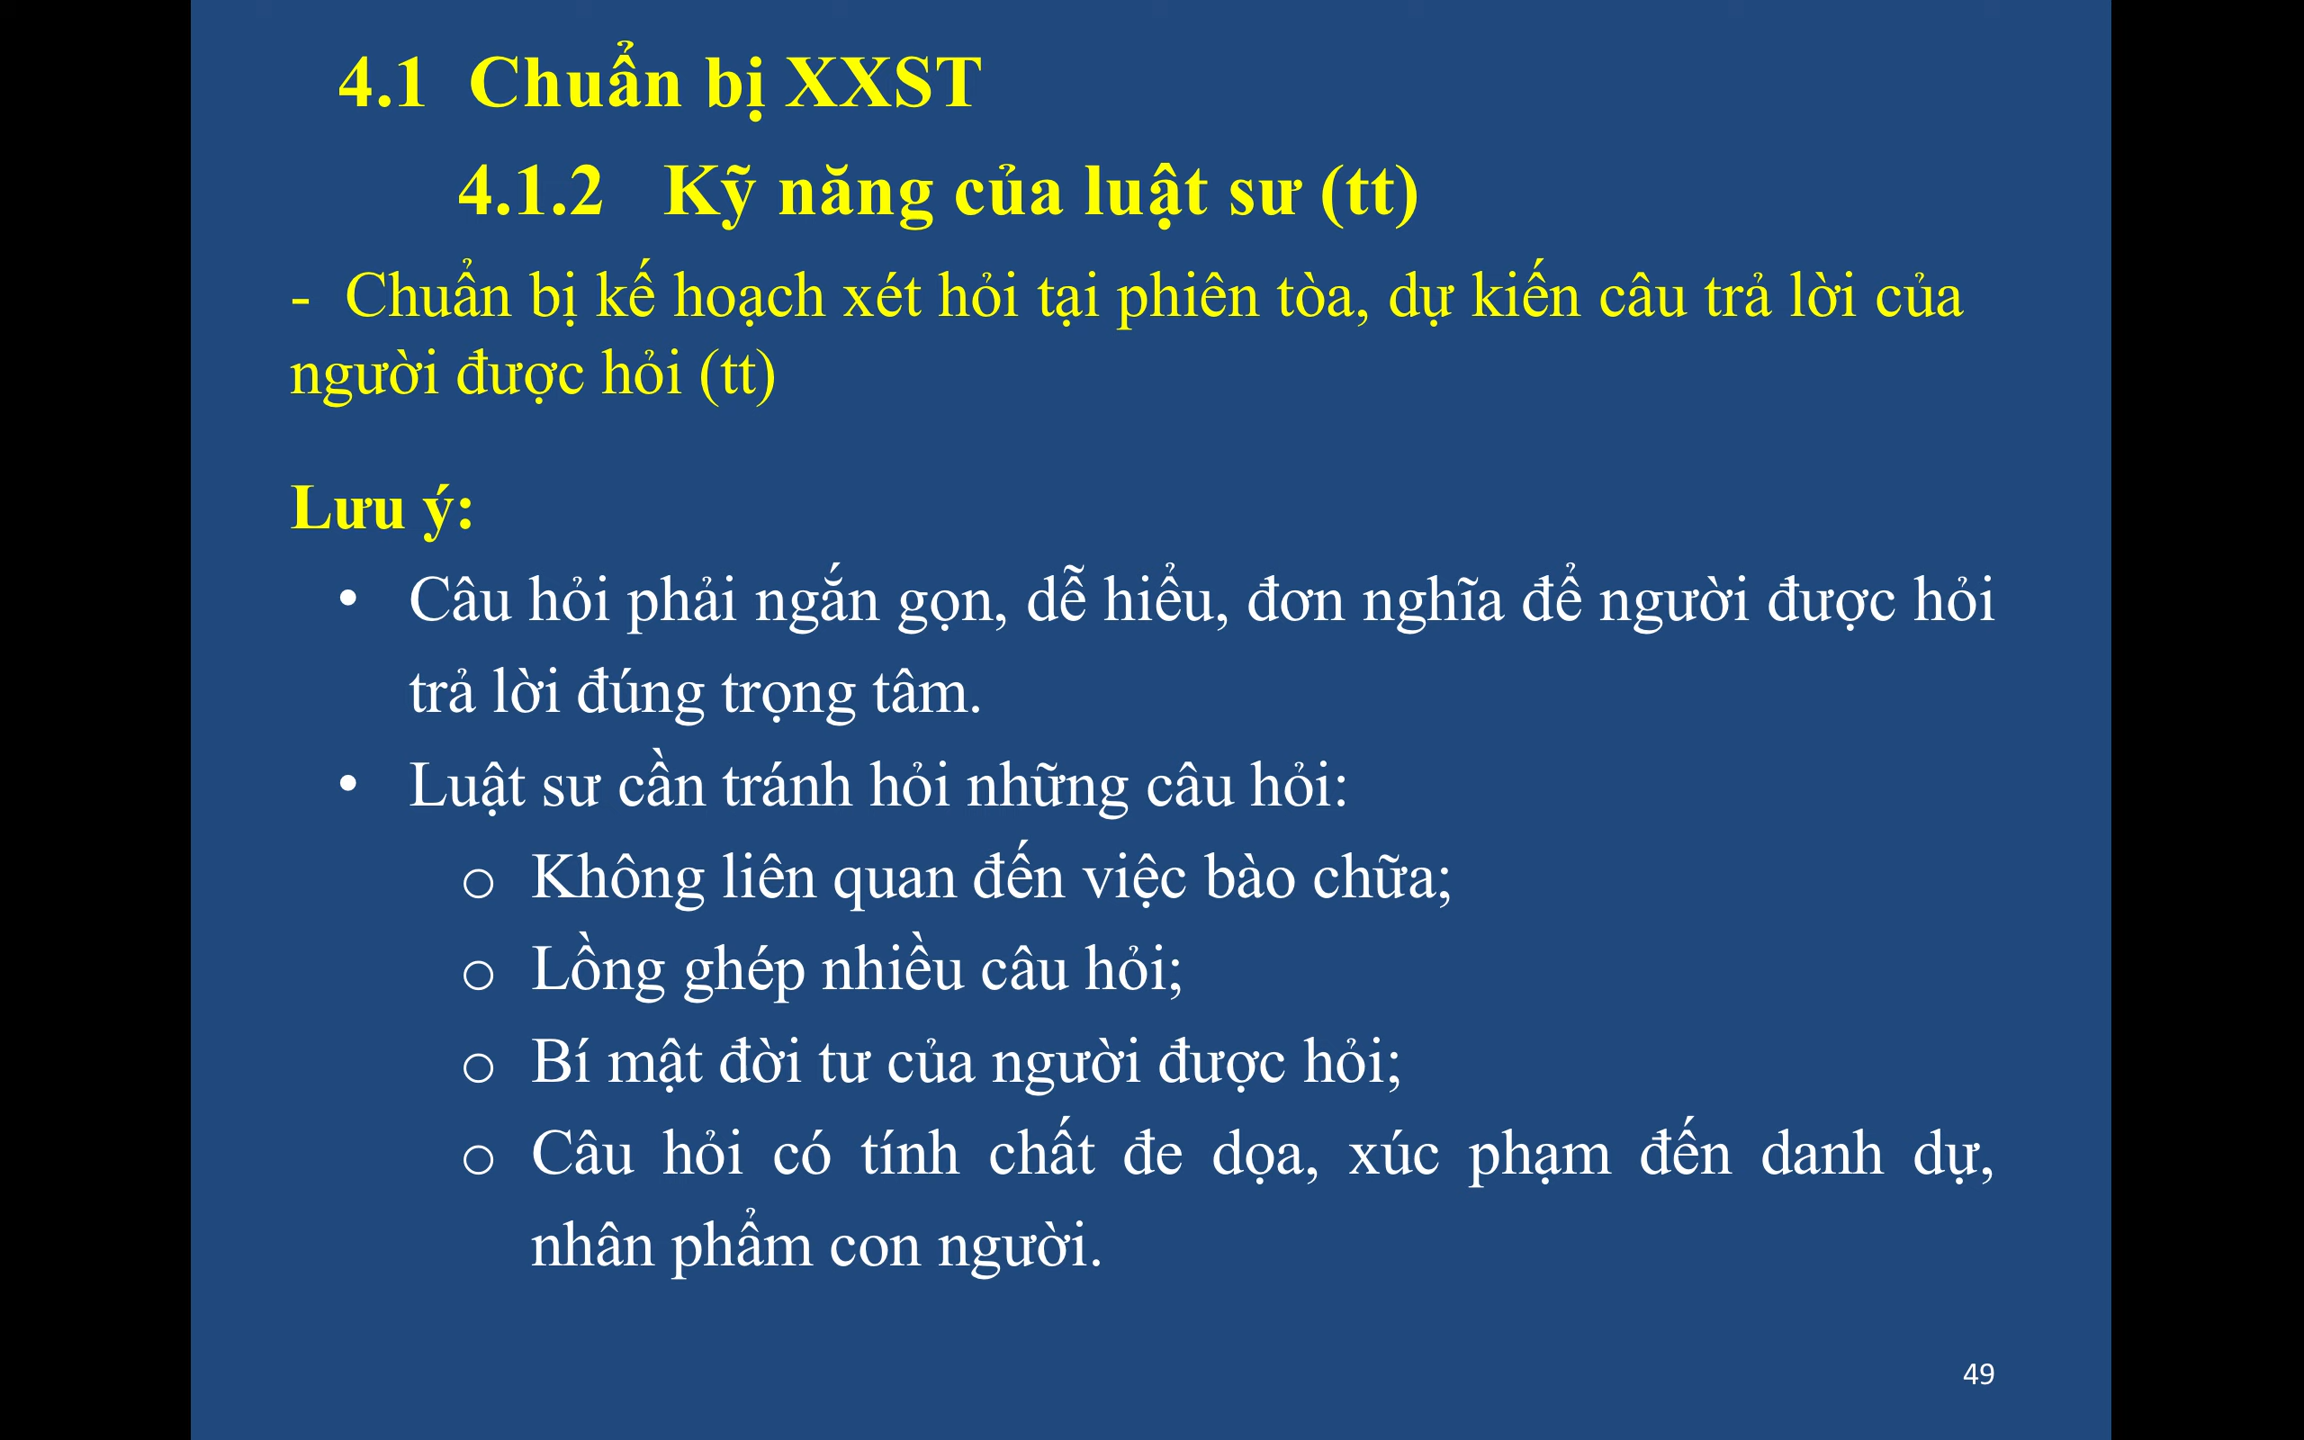 4.1 Chuẩn bị XXST
4.1.2 Kỹ năng của luật sư (tt)
- Chuẩn bị kế hoạch xét hỏi tại phiên tòa, dự kiến câu trả lời của
người được hỏi (tt)
Lưu ý:
• Câu hỏi phải ngắn gọn, dễ hiểu, đơn nghĩa để người được hỏi
trả lời đúng trọng tâm.
• Luật sư cần tránh hỏi những câu hỏi:
o Không liên quan đến việc bào chữa;
o Lồng ghép nhiều câu hỏi;
o Bí mật đời tư của người được hỏi;
o Câu hỏi có tính chất đe dọa, xúc phạm đến danh dự,
nhân phẩm con người.
49